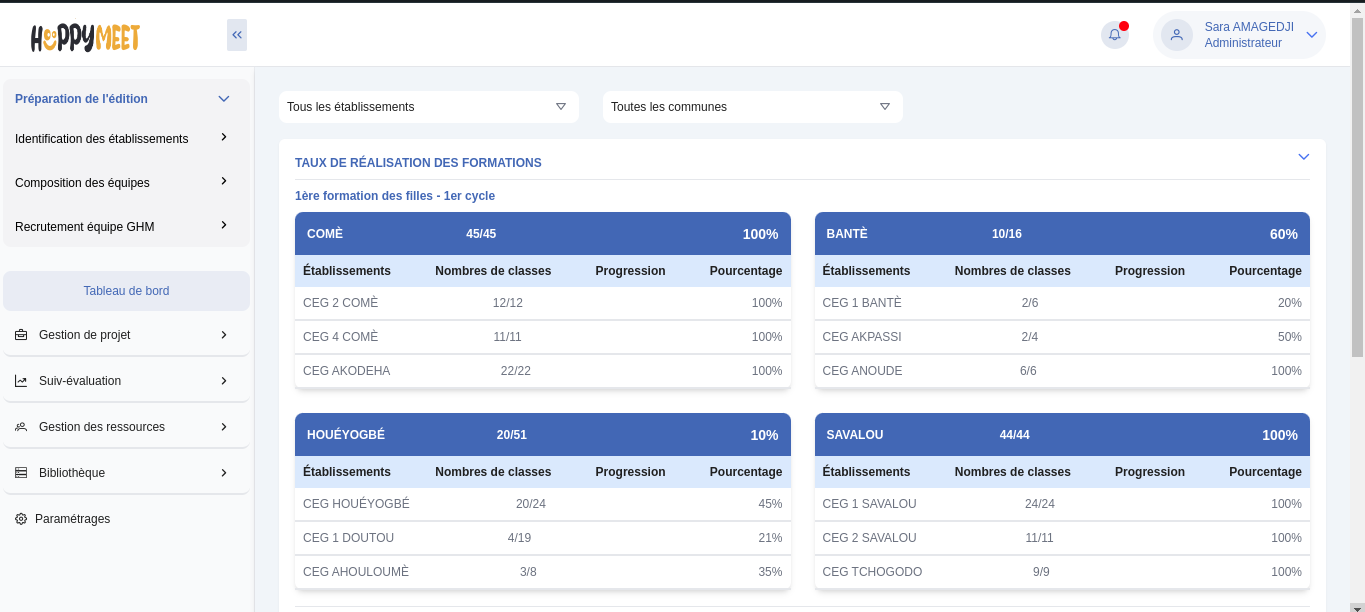 HOPPYMEET
Sara AMAGEDJI
Administrateur
Préparation de l'édition
Identification des établissements
Composition des équipes
Recrutement équipe GHM
Tableau de bord
Gestion de projet
Suiv-évaluation
Gestion des ressources
Bibliothèque
Paramétrages
Tous les établissements
Toutes les communes
TAUX DE RÉALISATION DES FORMATIONS
1ère formation des filles - 1er cycle
COMÈ 45/45 100%
Établissements Nombres de classes Progression Pourcentage
CEG 2 COMÈ 12/12 100%
CEG 4 COMÈ 11/11 100%
CEG AKODEHA 22/22 100%
BANTÈ 10/16 60%
Établissements Nombres de classes Progression Pourcentage
CEG 1 BANTÈ 2/6 20%
CEG AKPASSI 2/4 50%
CEG ANOUDE 6/6 100%
HOUÉYOGBÉ 20/51 10%
Établissements Nombres de classes Progression Pourcentage
CEG HOUÉYOGBÉ 20/24 45%
CEG 1 DOUTOU 4/19 21%
CEG AHOULOUMÈ 3/8 35%
SAVALOU 44/44 100%
Établissements Nombres de classes Progression Pourcentage
CEG 1 SAVALOU 24/24 100%
CEG 2 SAVALOU 11/11 100%
CEG TCHOGODO 9/9 100%